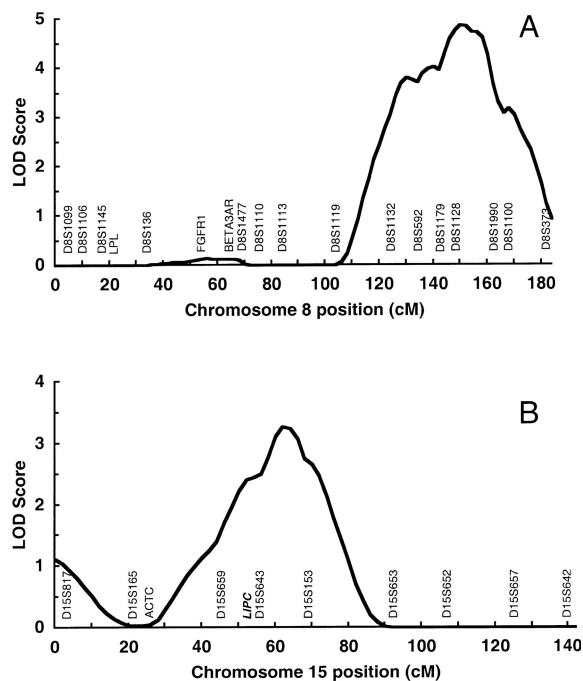 A
LOD Score
5
4
3
2
1
0
D8S1099
D8S1106
D8S1145
LPL
D8S136
FGFR1
BETA3AR
D8S1477
D8S1110
D8S1113
D8S1119
D8S1132
D8S592
D8S1179
D8S1128
D8S1990
D8S1100
D8S373
0 20 40 60 80 100 120 140 160 180
Chromosome 8 position (cM)
B
LOD Score
4
3
2
1
0
D15S817
D15S165
ACTC
D15S659
LIPC
D15S643
D15S153
D15S653
D15S652
D15S657
D15S642
0 20 40 60 80 100 120 140
Chromosome 15 position (cM)